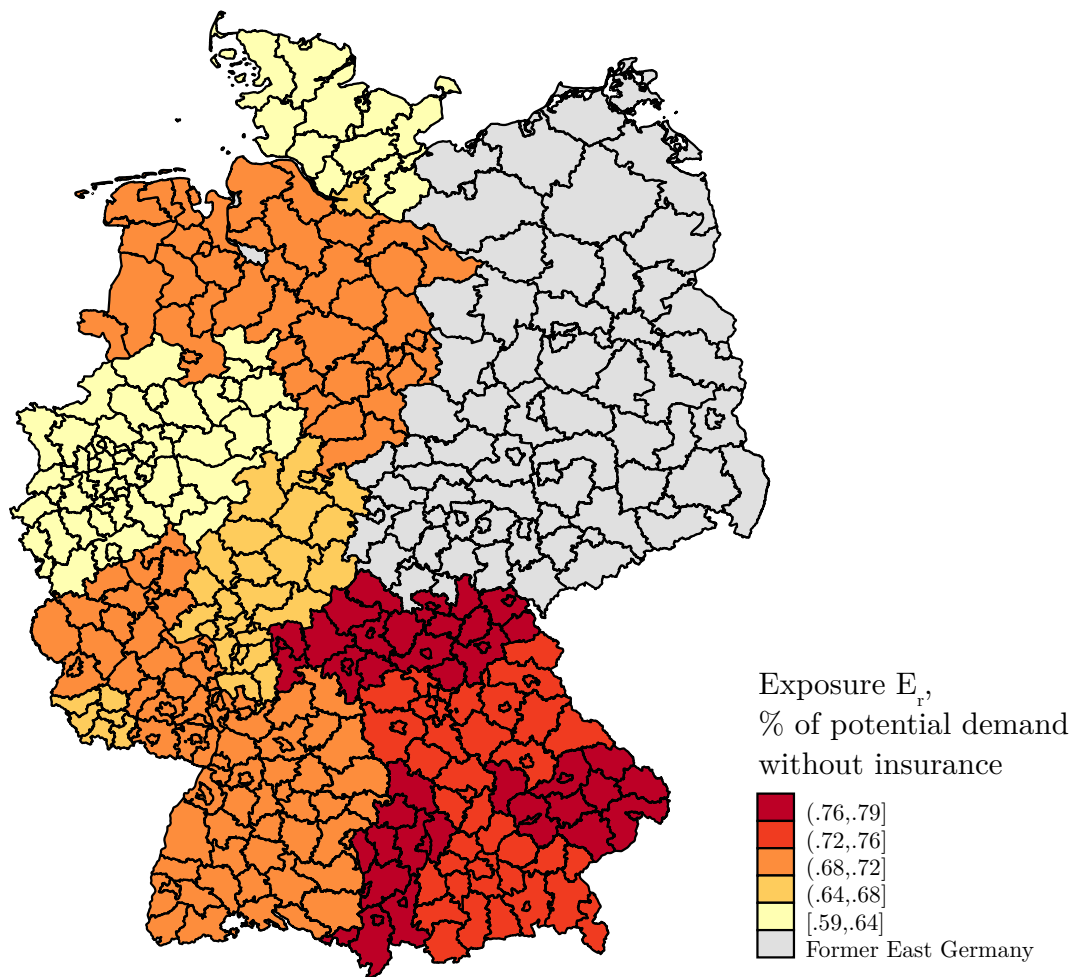 Exposure E_r,
% of potential demand
without insurance
(.76,.79]
(.72,.76]
(.68,.72]
(.64,.68]
[.59,.64]
Former East Germany